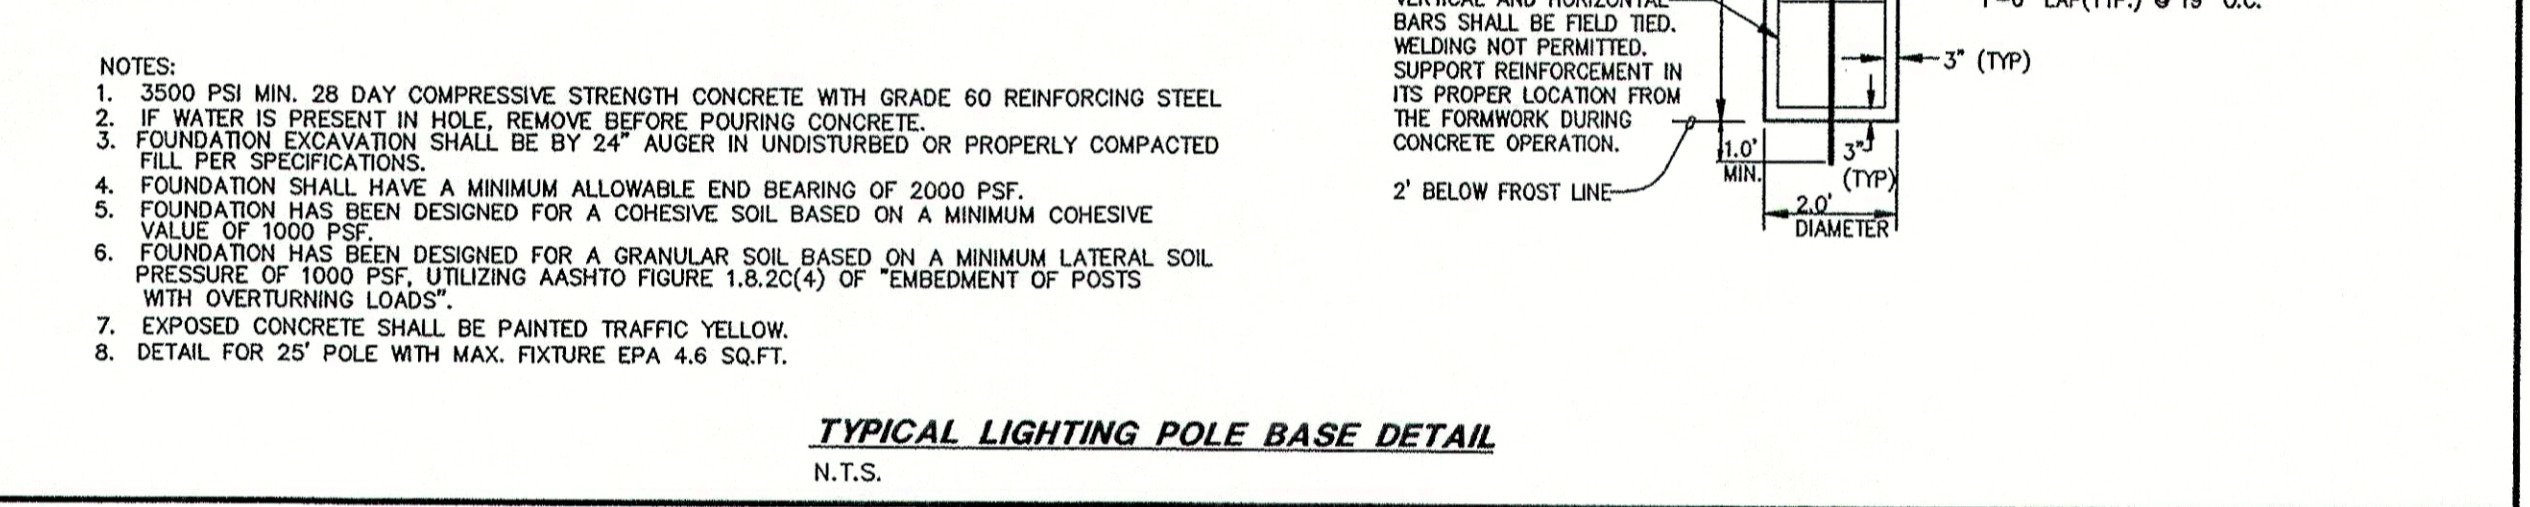 NOTES:
1. 3500 PSI MIN. 28 DAY COMPRESSIVE STRENGTH CONCRETE WITH GRADE 60 REINFORCING STEEL
2. IF WATER IS PRESENT IN HOLE, REMOVE BEFORE POURING CONCRETE.
3. FOUNDATION EXCAVATION SHALL BE BY 24" AUGER IN UNDISTURBED OR PROPERLY COMPACTED
FILL PER SPECIFICATIONS.
4. FOUNDATION SHALL HAVE A MINIMUM ALLOWABLE END BEARING OF 2000 PSF.
5. FOUNDATION HAS BEEN DESIGNED FOR A COHESIVE SOIL BASED ON A MINIMUM COHESIVE
VALUE OF 1000 PSF.
6. FOUNDATION HAS BEEN DESIGNED FOR A GRANULAR SOIL BASED ON A MINIMUM LATERAL SOIL
PRESSURE OF 1000 PSF, UTILIZING AASHTO FIGURE 1.8.2C(4) OF "EMBEDMENT OF POSTS
WITH OVERTURNING LOADS".
7. EXPOSED CONCRETE SHALL BE PAINTED TRAFFIC YELLOW.
8. DETAIL FOR 25' POLE WITH MAX. FIXTURE EPA 4.6 SQ.FT.
VERTICAL AND HORIZONTAL
BARS SHALL BE FIELD TIED.
WELDING NOT PERMITTED.
SUPPORT REINFORCEMENT IN
ITS PROPER LOCATION FROM
THE FORMWORK DURING
CONCRETE OPERATION.
2' BELOW FROST LINE
LAP(TYP.) @ O.C.
3" (TYP)
1.0'
MIN.
3"
(TYP)
2.0'
DIAMETER
TYPICAL LIGHTING POLE BASE DETAIL
N.T.S.